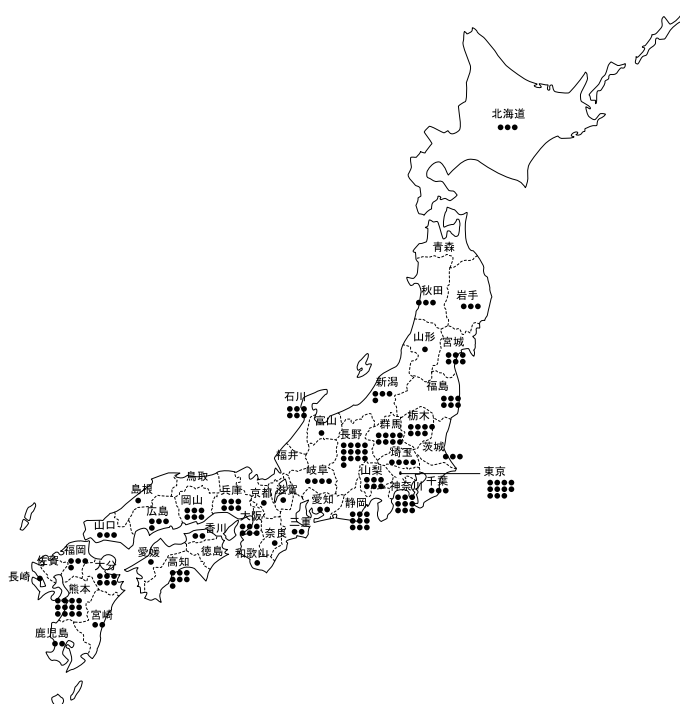 北海道
青森
秋田
岩手
山形
宮城
新潟
福島
石川
富山
群馬
栃木
長野
茨城
埼玉
福井
岐阜
山梨
東京
神奈川
千葉
鳥取
島根
岡山
兵庫
京都
滋賀
愛知
静岡
広島
大阪
三重
山口
香川
奈良
福岡
愛媛
徳島
和歌山
佐賀
大分
高知
長崎
熊本
宮崎
鹿児島